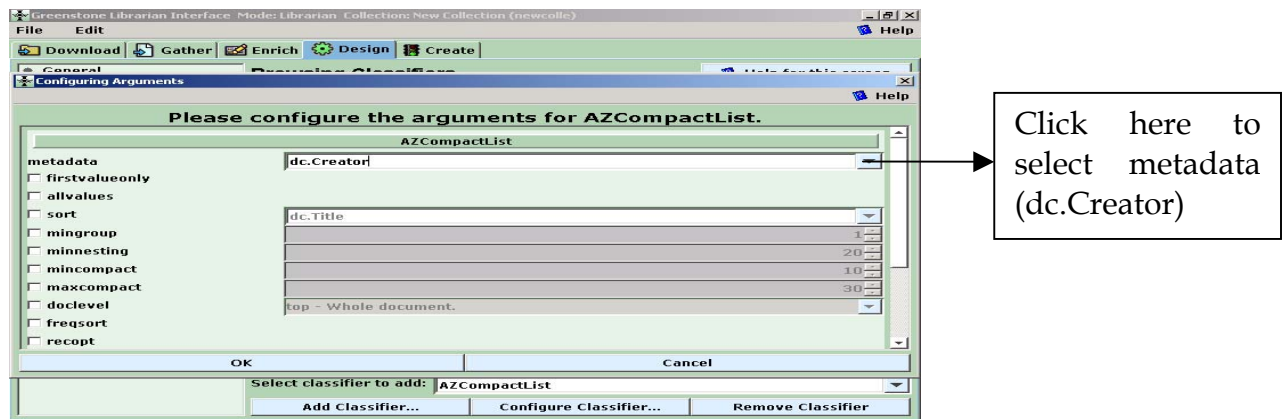 Greenstone Librarian Interface Mode: Librarian Collection: New Collection (newcolle)
File Edit Help
Download Gather Enrich Design Create
General Browsing Classifiers Help for this screen
Configuring Arguments
Help
Please configure the arguments for AZCompactList.
AZCompactList
metadata dc.Creator
firstvalueonly
allvalues
sort dc.Title
mingroup 1
minnesting 20
mincompact 10
maxcompact 30
doclevel top - Whole document.
freqsort
recopt
OK Cancel
Select classifier to add: AZCompactList
Add Classifier... Configure Classifier... Remove Classifier
Click here to
select metadata
(dc.Creator)